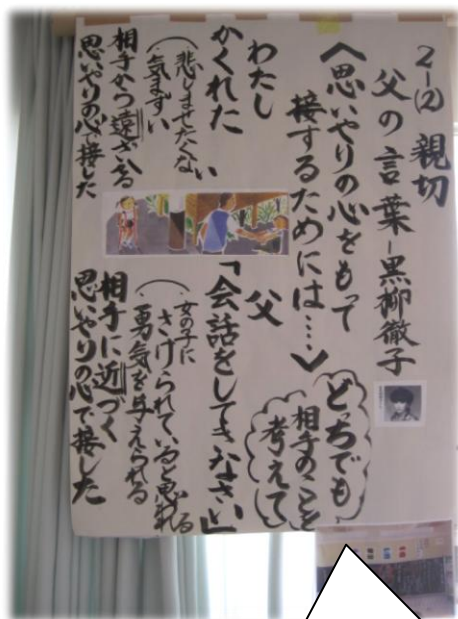 2-(2) 親切
父の言葉-黒柳徹子
〈思いやりの心をもって
接するためには…〉
どっちでも
相手のことを
考えて
わたし
かくれた
(悲しませたくない
気まずい
相手から遠ざかる
思いやりの心で接した
父
「会話をしてきなさい」
(女の子に
さけられていると思われる
勇気を与えられる
相手に近づく
思いやりの心で接した